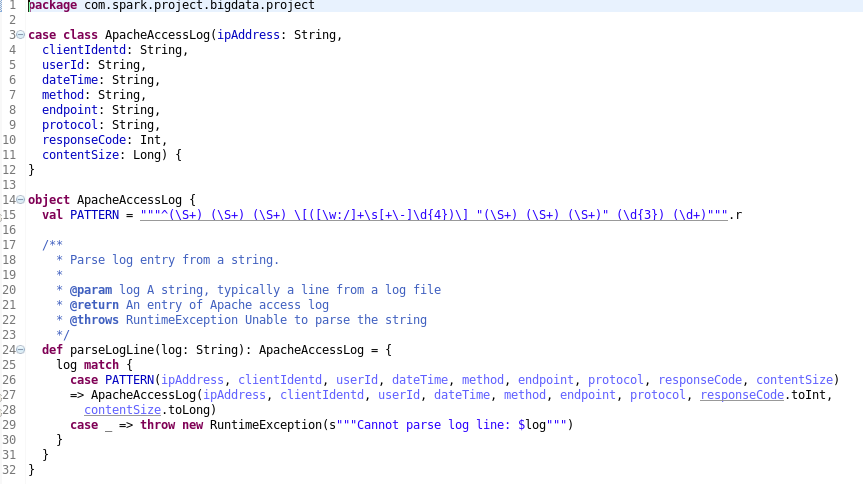 1 package com.spark.project.bigdata.project
2
3 case class ApacheAccessLog(ipAddress: String,
4   clientIdentd: String,
5   userId: String,
6   dateTime: String,
7   method: String,
8   endpoint: String,
9   protocol: String,
10   responseCode: Int,
11   contentSize: Long) {
12 }
13
14 object ApacheAccessLog {
15   val PATTERN = """^(\S+) (\S+) (\S+) \[([\w:/]+\s[+\-]\d{4})\] "(\S+) (\S+) (\S+)" (\d{3}) (\d+)""".r
16
17   /**
18     * Parse log entry from a string.
19     *
20     * @param log A string, typically a line from a log file
21     * @return An entry of Apache access log
22     * @throws RuntimeException Unable to parse the string
23     */
24   def parseLogLine(log: String): ApacheAccessLog = {
25     log match {
26       case PATTERN(ipAddress, clientIdentd, userId, dateTime, method, endpoint, protocol, responseCode, contentSize)
27       => ApacheAccessLog(ipAddress, clientIdentd, userId, dateTime, method, endpoint, protocol, responseCode.toInt,
28         contentSize.toLong)
29       case _ => throw new RuntimeException(s"""Cannot parse log line: $log""")
30     }
31   }
32 }